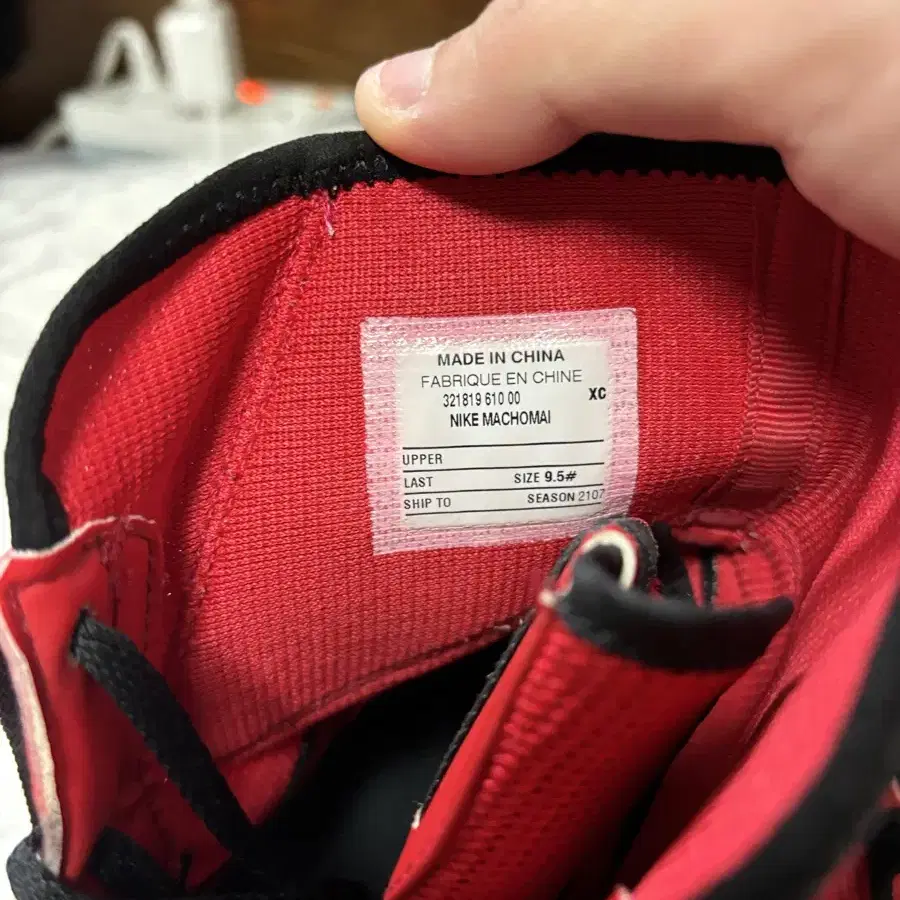 MADE IN CHINA
FABRIQUE EN CHINE
321819 610 00 XC
NIKE MACHOMAI
UPPER
LAST SIZE 9.5#
SHIP TO SEASON 2107